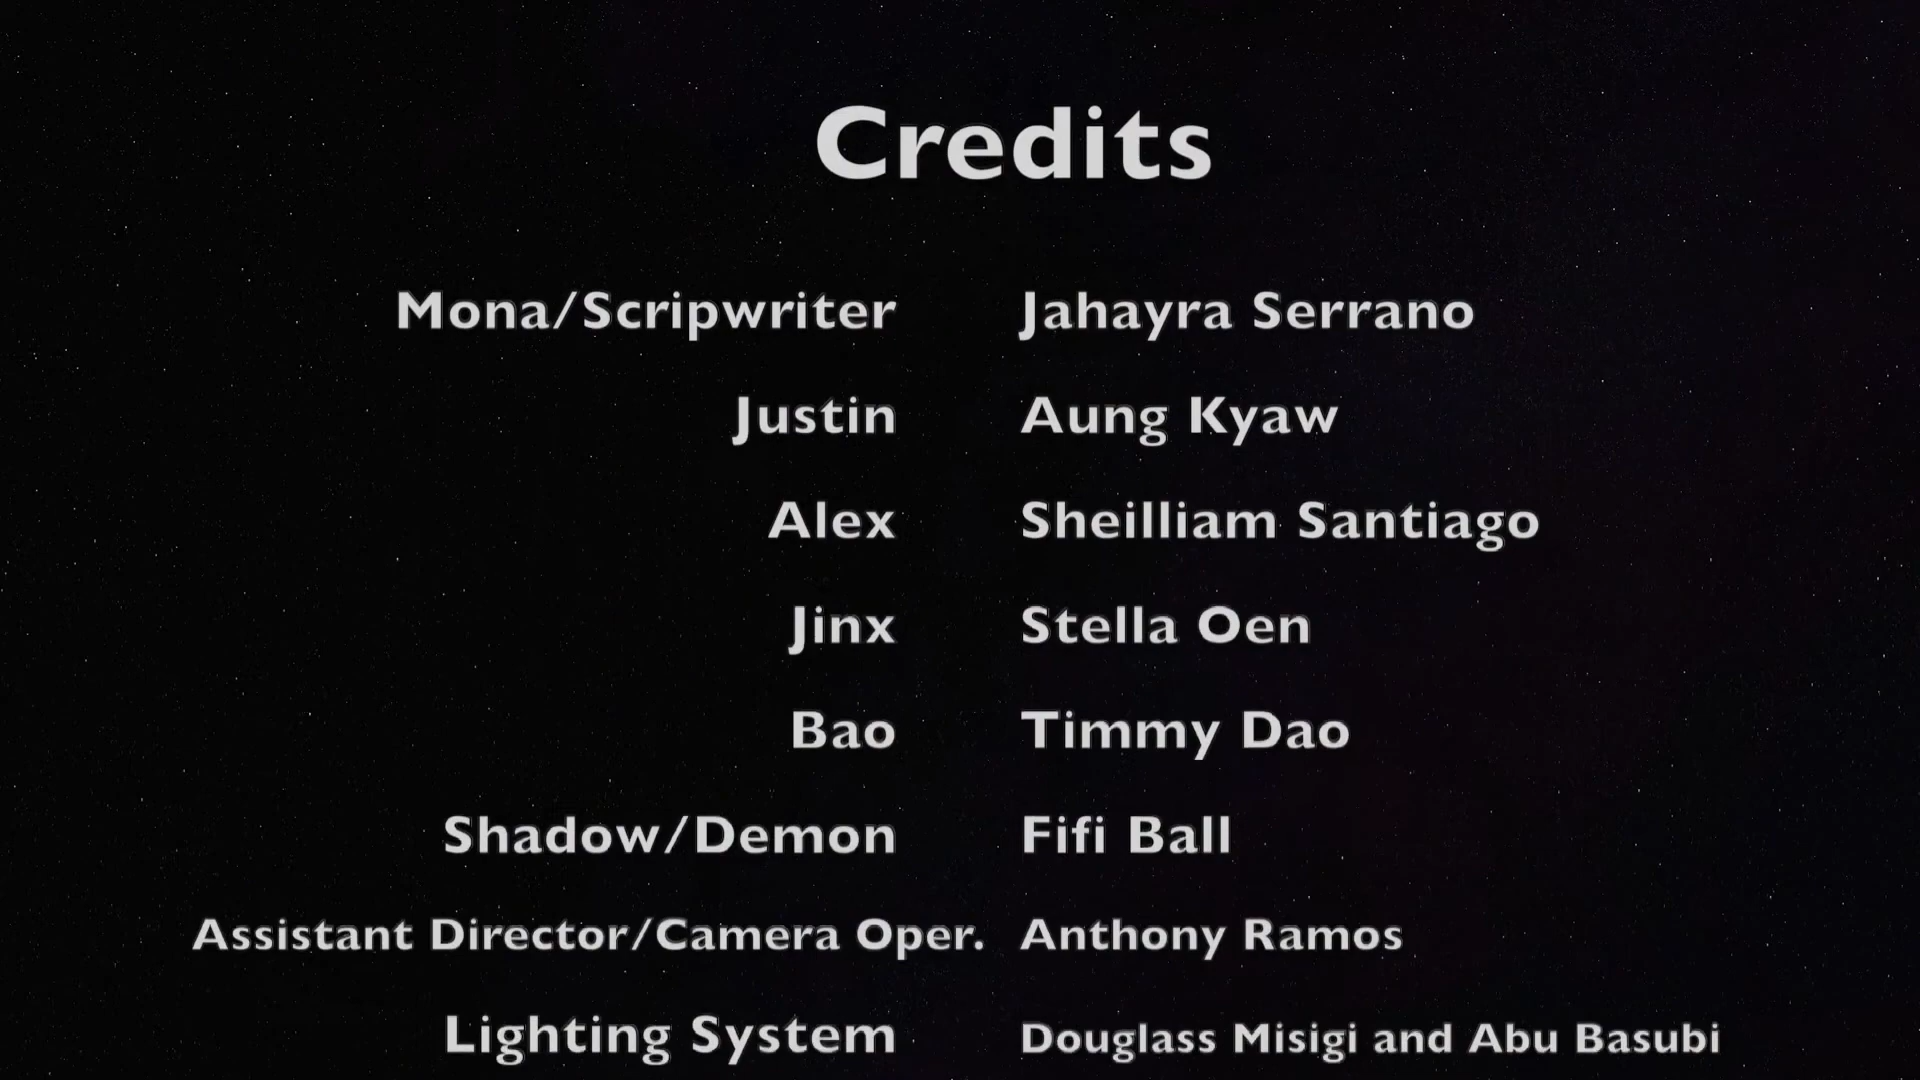 Credits
Mona/Scripwriter Jahayra Serrano
Justin Aung Kyaw
Alex Sheilliam Santiago
Jinx Stella Oen
Bao Timmy Dao
Shadow/Demon Fifi Ball
Assistant Director/Camera Oper. Anthony Ramos
Lighting System Douglass Misigi and Abu Basubi